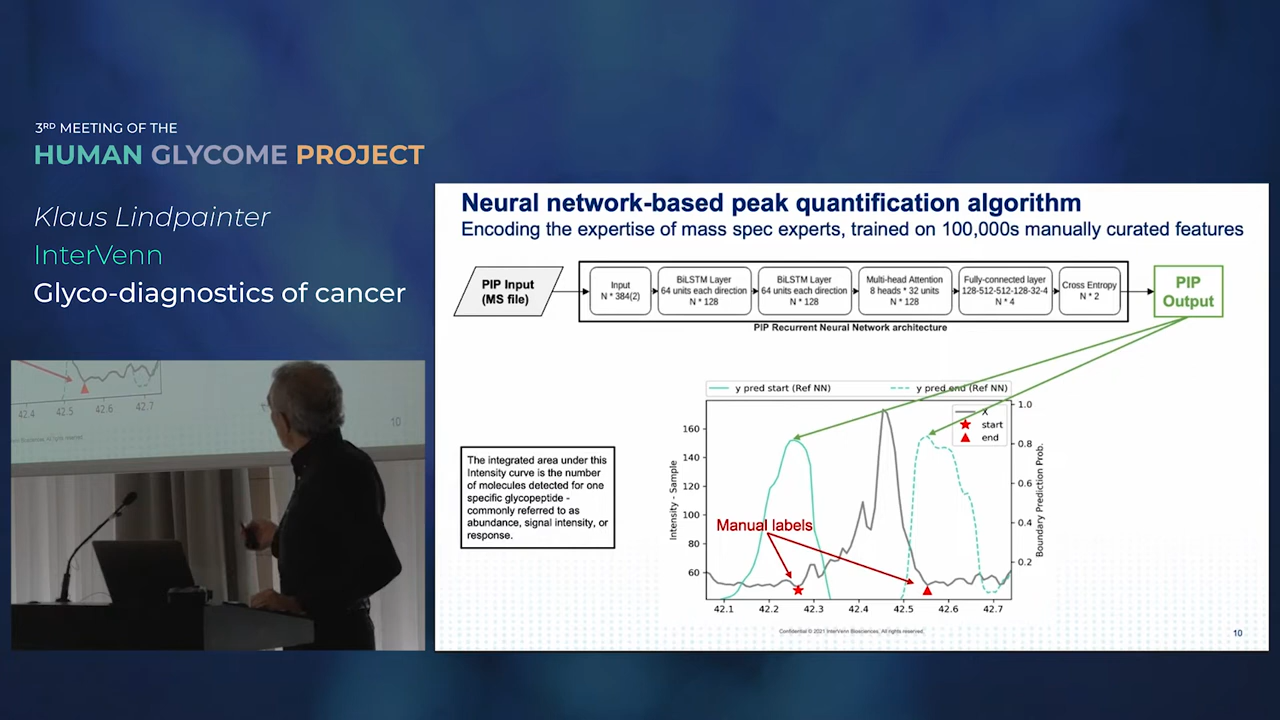 3RD MEETING OF THE
HUMAN GLYCOME PROJECT
Klaus Lindpainter
InterVenn
Glyco-diagnostics of cancer
42.4 42.5 42.6 42.7
10
Neural network-based peak quantification algorithm
Encoding the expertise of mass spec experts, trained on 100,000s manually curated features
PIP Input
(MS file)
Input
N * 384(2)
BiLSTM Layer
64 units each direction
N * 128
BiLSTM Layer
64 units each direction
N * 128
Multi-head Attention
8 heads * 32 units
N * 128
Fully-connected layer
128-512-512-128-32-4
N * 4
Cross Entropy
N * 2
PIP
Output
PIP Recurrent Neural Network architecture
The integrated area under this
Intensity curve is the number
of molecules detected for one
specific glycopeptide -
commonly referred to as
abundance, signal intensity, or
response.
y pred start (Ref NN)
y pred end (Ref NN)
X
start
end
Manual labels
Intensity - Sample
160
140
120
100
80
60
1.0
0.8
0.6
0.4
0.2
Boundary Prediction Prob.
42.1 42.2 42.3 42.4 42.5 42.6 42.7
Confidential © 2021 InterVenn Biosciences. All rights reserved.
10